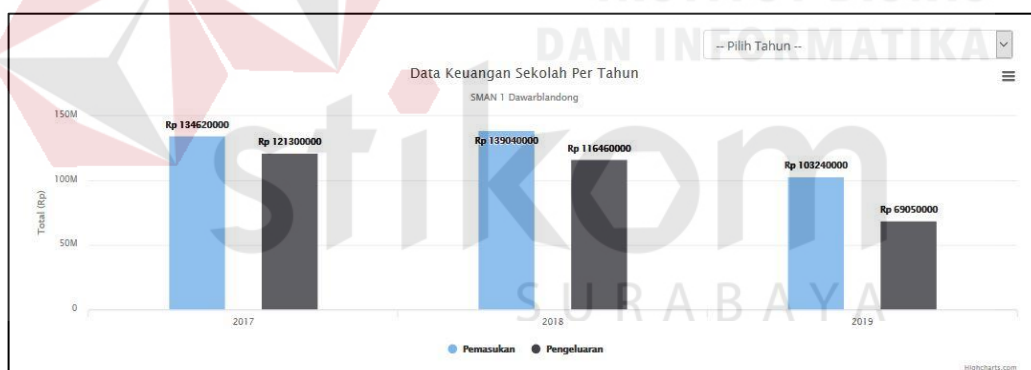 DAN INFORMATIKA
-- Pilih Tahun --
Data Keuangan Sekolah Per Tahun
SMAN 1 Dawarblandong
Total (Rp)
150M
100M
50M
0
Rp 134620000
Rp 121300000
Rp 139040000
Rp 116460000
Rp 103240000
Rp 69050000
stikom
SURABAYA
2017
2018
2019
Pemasukan
Pengeluaran
Highcharts.com